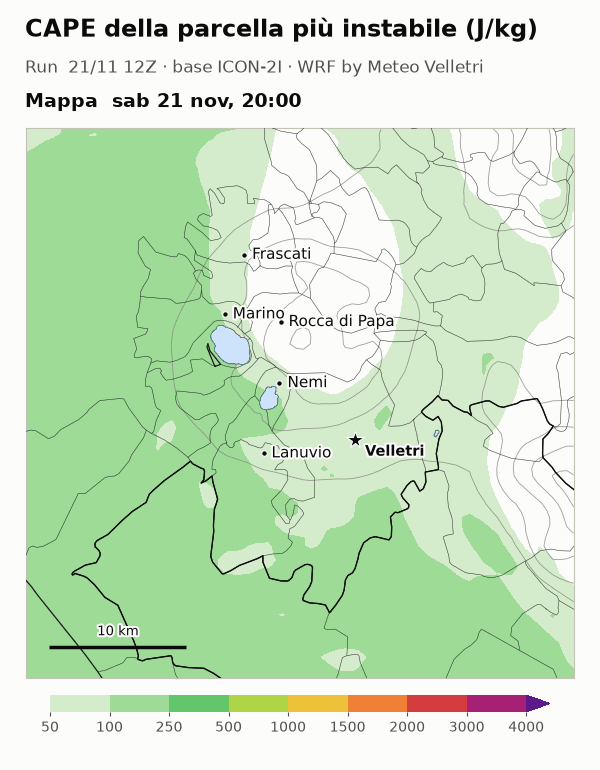 CAPE della parcella più instabile (J/kg)
Run  21/11 12Z · base ICON-2I · WRF by Meteo Velletri
Mappa  sab 21 nov, 20:00
Frascati
Marino
Rocca di Papa
Nemi
Velletri
Lanuvio
10 km
50 100 250 500 1000 1500 2000 3000 4000